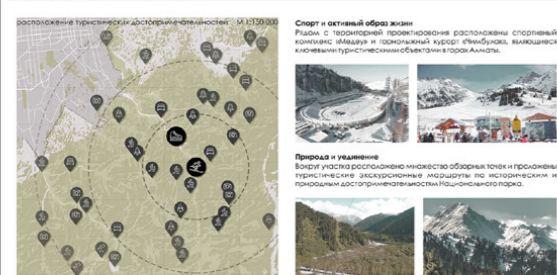 расположение туристических достопримечательностей М 1:150 000
Спорт и активный образ жизни
Рядом с территорией проектирования расположены спортивный
комплекс «Медеу» и горнолыжный курорт «Чимбулак», являющиеся
ключевыми туристическими объектами в горах Алматы.
Природа и уединение
Вокруг участка расположено множество обзорных точек и проложены
туристические экскурсионные маршруты по историческим и
природным достопримечательностям Национального парка.